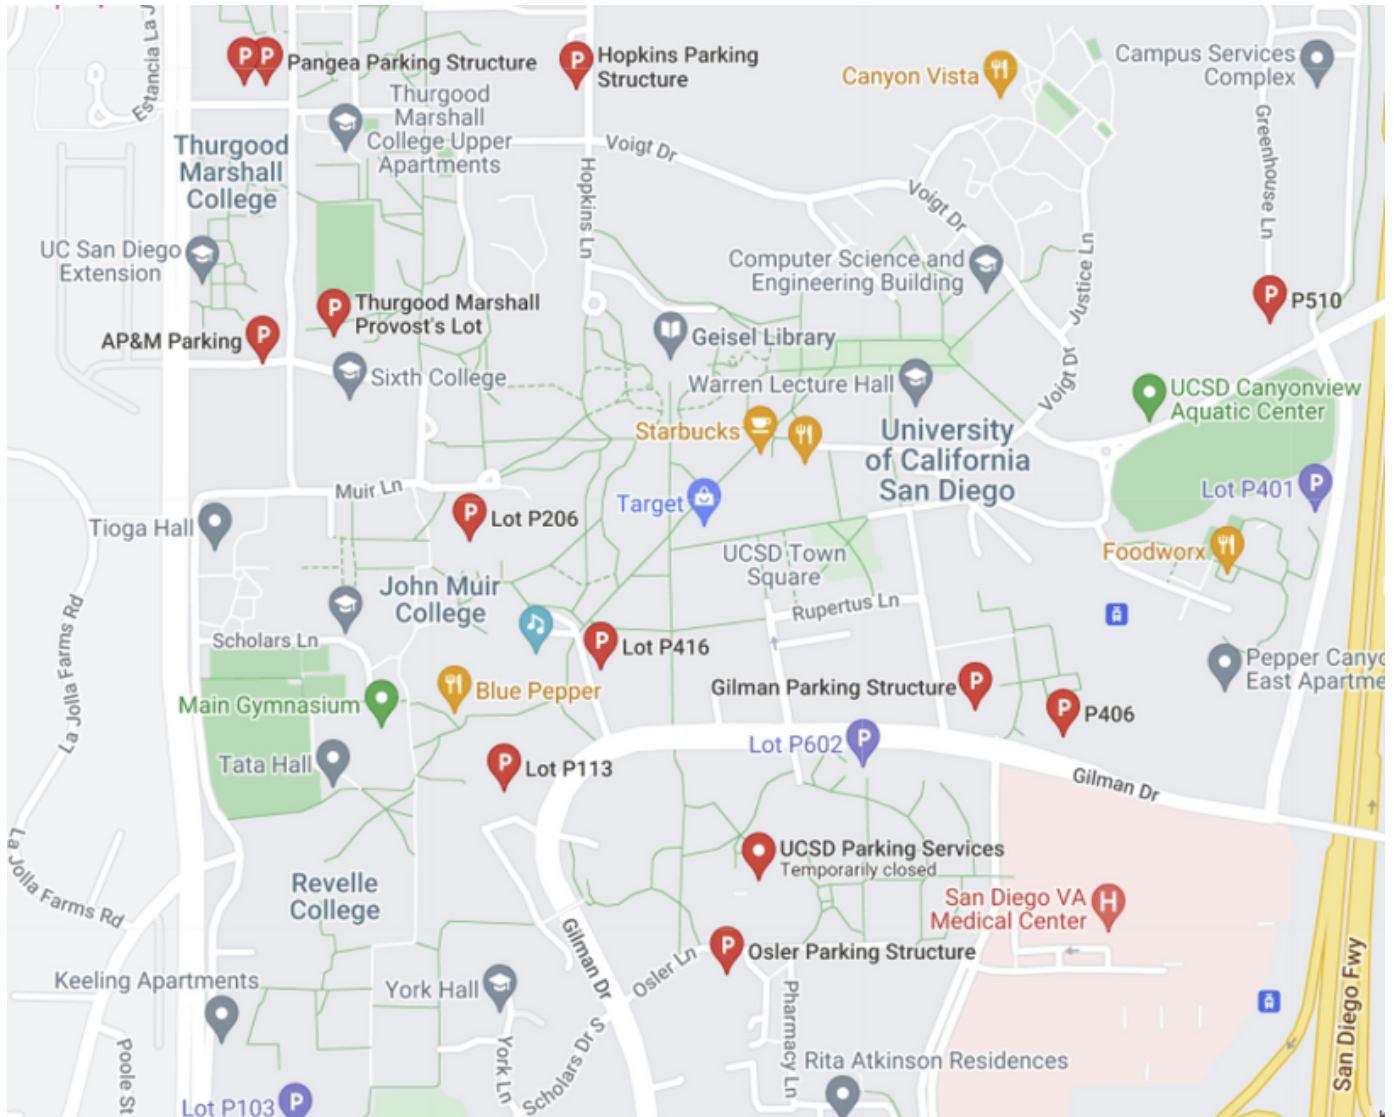 Estancia La J
P
P
Pangea Parking Structure
P
Hopkins Parking
Structure
Canyon Vista
Campus Services
Complex
Thurgood
Marshall
College Upper
Apartments
Thurgood
Marshall
College
Voigt Dr
Hopkins Ln
Greenhouse Ln
Voigt Dr
UC San Diego
Extension
Computer Science and
Engineering Building
Justice Ln
P
Thurgood Marshall
Provost's Lot
P
P510
AP&M Parking
P
Geisel Library
Sixth College
Warren Lecture Hall
Voigt Dr
UCSD Canyonview
Aquatic Center
Starbucks
University
of California
San Diego
Muir Ln
Target
Lot P401
P
Tioga Hall
P
Lot P206
UCSD Town
Square
Foodworx
John Muir
College
Rupertus Ln
La Jolla Farms Rd
Scholars Ln
P
Lot P416
Pepper Canyo
East Apartme
Main Gymnasium
Blue Pepper
Gilman Parking Structure
P
P
P406
Lot P602
P
Tata Hall
P
Lot P113
Gilman Dr
La Jolla Farms Rd
UCSD Parking Services
Temporarily closed
Revelle
College
San Diego VA
Medical Center
H
Gilman Dr
P
Osler Parking Structure
Osler Ln
Keeling Apartments
York Hall
Pharmacy Ln
San Diego Fwy
Poole St
York Ln
Scholars Dr S
Rita Atkinson Residences
Lot P103
P